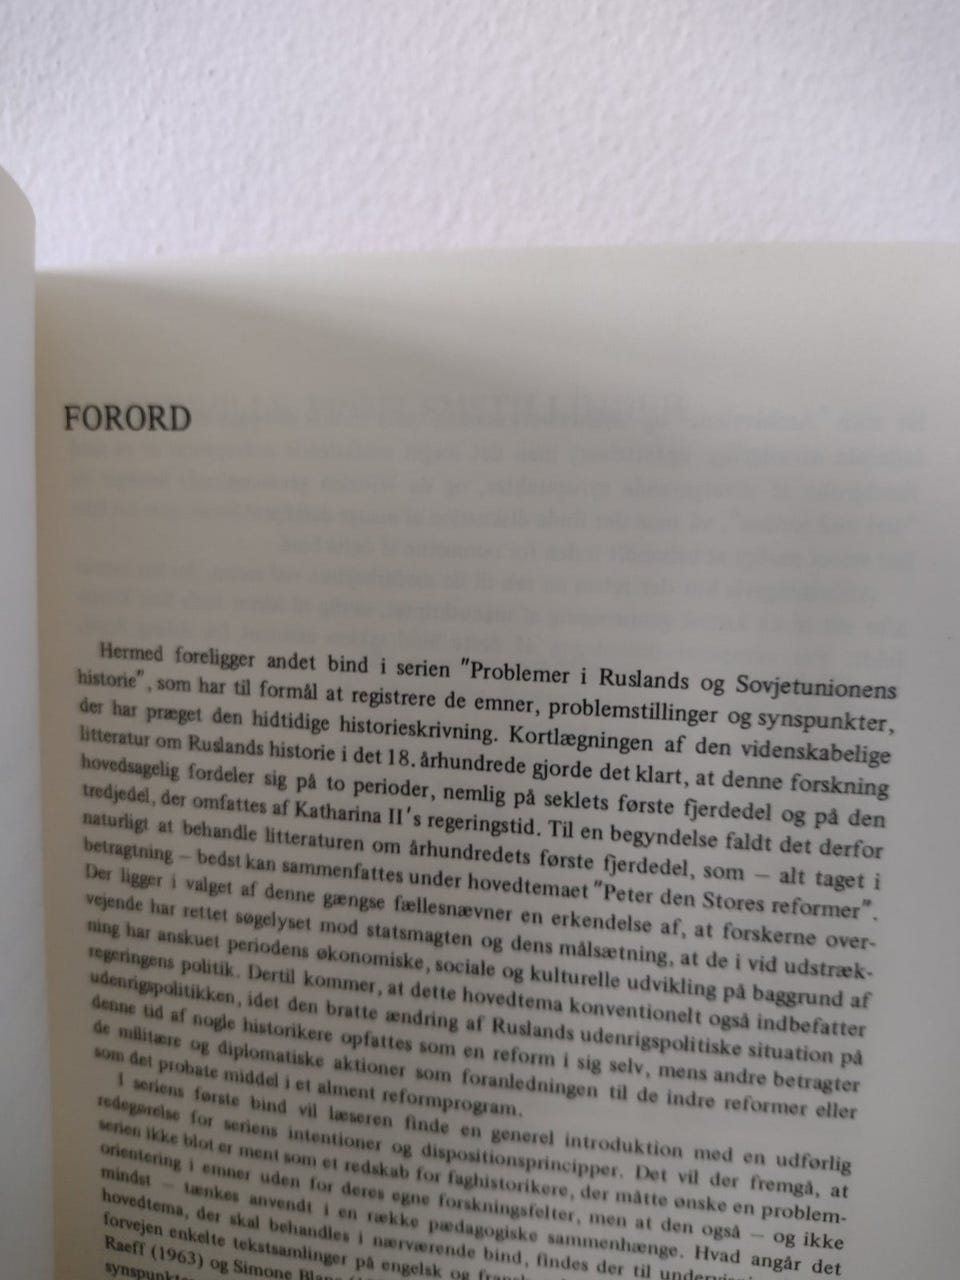 FORORD
Hermed foreligger andet bind i serien "Problemer i Ruslands og Sovjetunionens
historie", som har til formål at registrere de emner, problemstillinger og synspunkter,
der har præget den hidtidige historieskrivning. Kortlægningen af den videnskabelige
litteratur om Ruslands historie i det 18. århundrede gjorde det klart, at denne forskning
hovedsagelig fordeler sig på to perioder, nemlig på seklets første fjerdedel og på den
tredjedel, der omfattes af Katharina II's regeringstid. Til en begyndelse faldt det derfor
naturligt at behandle litteraturen om århundredets første fjerdedel, som – alt taget i
betragtning – bedst kan sammenfattes under hovedtemaet "Peter den Stores reformer".
Der ligger i valget af denne gængse fællesnævner en erkendelse af, at forskerne over-
vejende har rettet søgelyset mod statsmagten og dens målsætning, at de i vid udstræk-
ning har anskuet periodens økonomiske, sociale og kulturelle udvikling på baggrund af
regeringens politik. Dertil kommer, at dette hovedtema konventionelt også indbefatter
udenrigspolitikken, idet den bratte ændring af Ruslands udenrigspolitiske situation på
denne tid af nogle historikere opfattes som en reform i sig selv, mens andre betragter
de militære og diplomatiske aktioner som foranledningen til de indre reformer eller
som det probate middel i et alment reformprogram.
I seriens første bind vil læseren finde en generel introduktion med en udførlig
redegørelse for seriens intentioner og dispositionsprincipper. Det vil der fremgå, at
serien ikke blot er ment som et redskab for faghistorikere, der måtte ønske en problem-
orientering i emner uden for deres egne forskningsfelter, men at den også – og ikke
mindst – tænkes anvendt i en række pædagogiske sammenhænge. Hvad angår det
hovedtema, der skal behandles i nærværende bind, findes der til
forvejen enkelte tekstsamlinger på engelsk og
Raeff (1963) og Simone